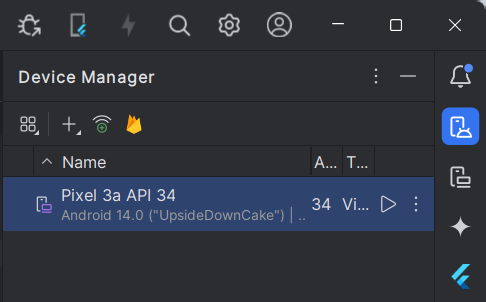 Device Manager
Name A... T...
Pixel 3a API 34 34 Vi...
Android 14.0 ("UpsideDownCake") | ..